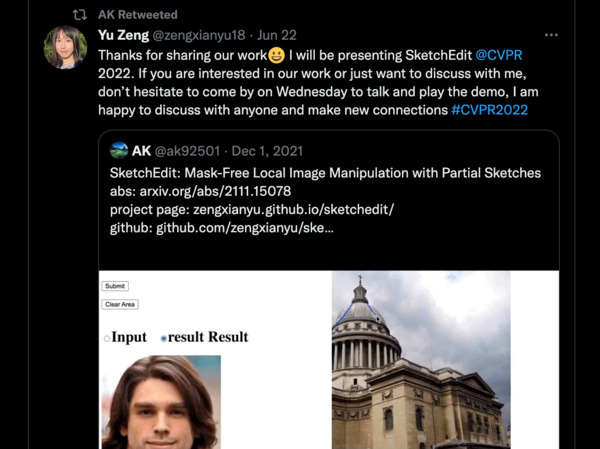 AK Retweeted
Yu Zeng @zengxianyu18 · Jun 22
Thanks for sharing our work😀 I will be presenting SketchEdit @CVPR
2022. If you are interested in our work or just want to discuss with me,
don't hesitate to come by on Wednesday to talk and play the demo, I am
happy to discuss with anyone and make new connections #CVPR2022
AK @ak92501 · Dec 1, 2021
SketchEdit: Mask-Free Local Image Manipulation with Partial Sketches
abs: arxiv.org/abs/2111.15078
project page: zengxianyu.github.io/sketchedit/
github: github.com/zengxianyu/ske…
Submit
Clear Area
Input result Result